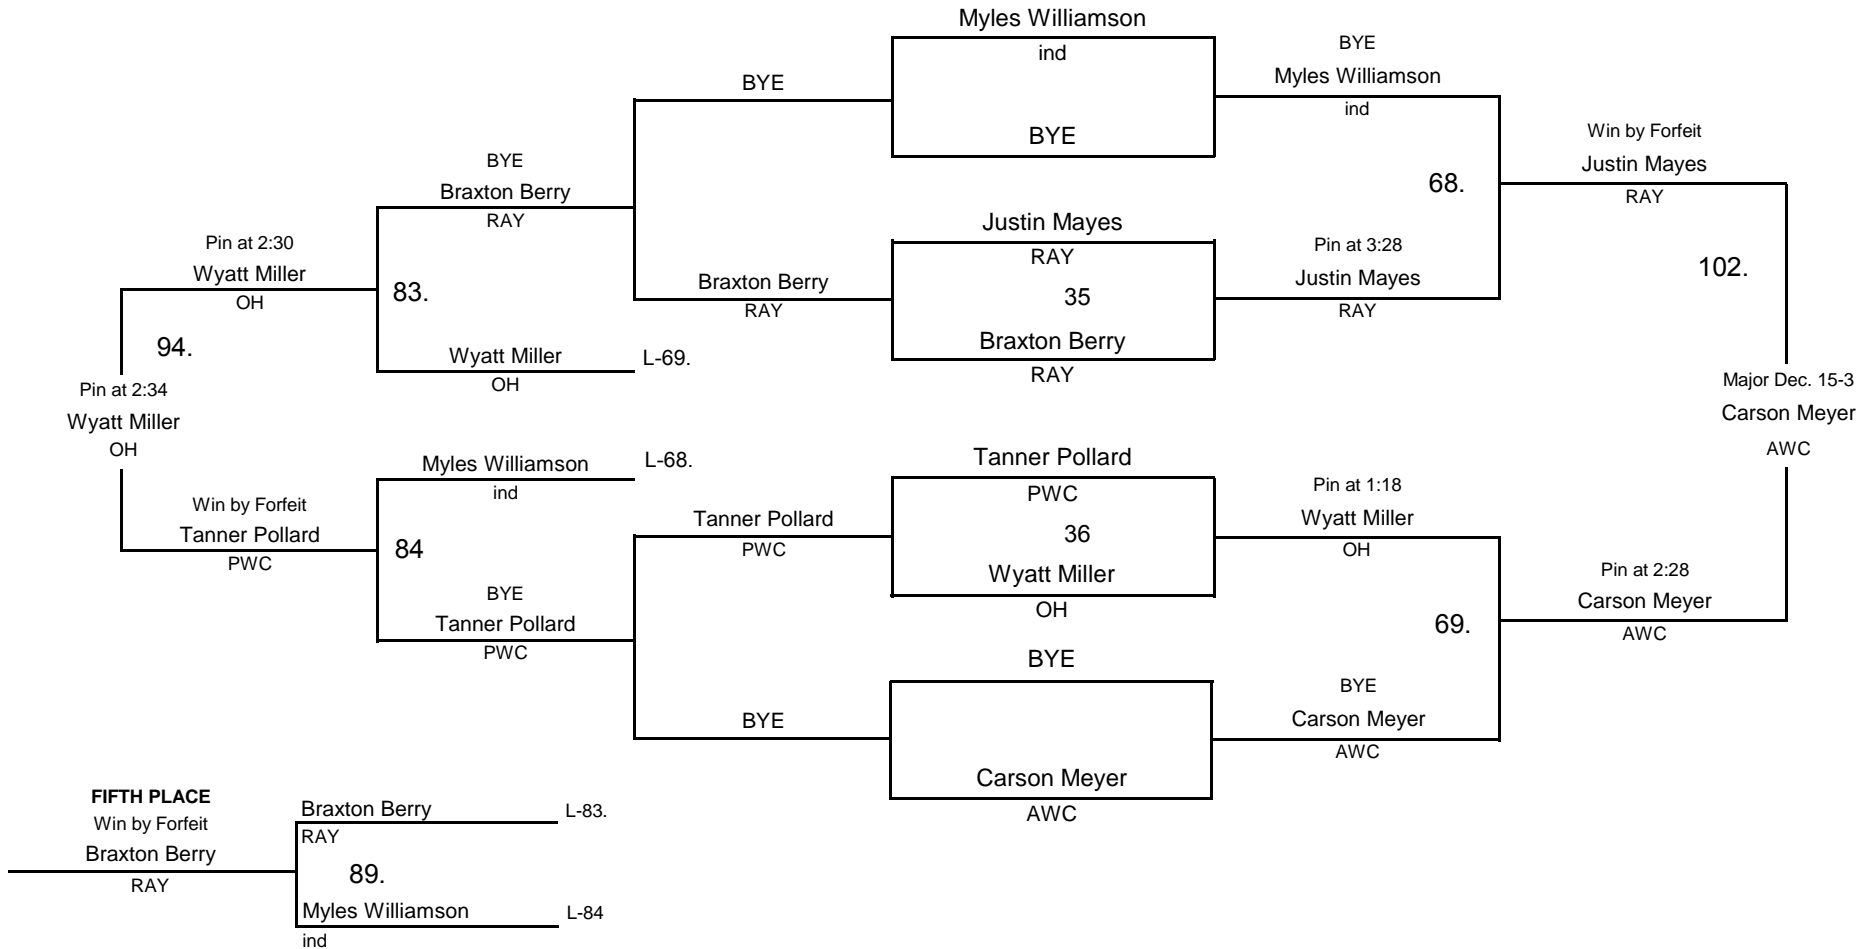 Myles Williamson
ind
BYE
Justin Mayes
RAY
35
Braxton Berry
RAY
Tanner Pollard
PWC
36
Wyatt Miller
OH
BYE
Carson Meyer
AWC
BYE
Myles Williamson
ind
68.
Pin at 3:28
Justin Mayes
RAY
Pin at 1:18
Wyatt Miller
OH
69.
BYE
Carson Meyer
AWC
Win by Forfeit
Justin Mayes
RAY
102.
Pin at 2:28
Carson Meyer
AWC
Major Dec. 15-3
Carson Meyer
AWC
BYE
Braxton Berry
RAY
Tanner Pollard
PWC
BYE
BYE
Braxton Berry
RAY
83.
Wyatt Miller
L-69.
OH
Myles Williamson
L-68.
ind
84
BYE
Tanner Pollard
PWC
Pin at 2:30
Wyatt Miller
OH
94.
Win by Forfeit
Tanner Pollard
PWC
Pin at 2:34
Wyatt Miller
OH
FIFTH PLACE
Win by Forfeit
Braxton Berry
RAY
Braxton Berry
L-83.
RAY
89.
Myles Williamson
L-84
ind